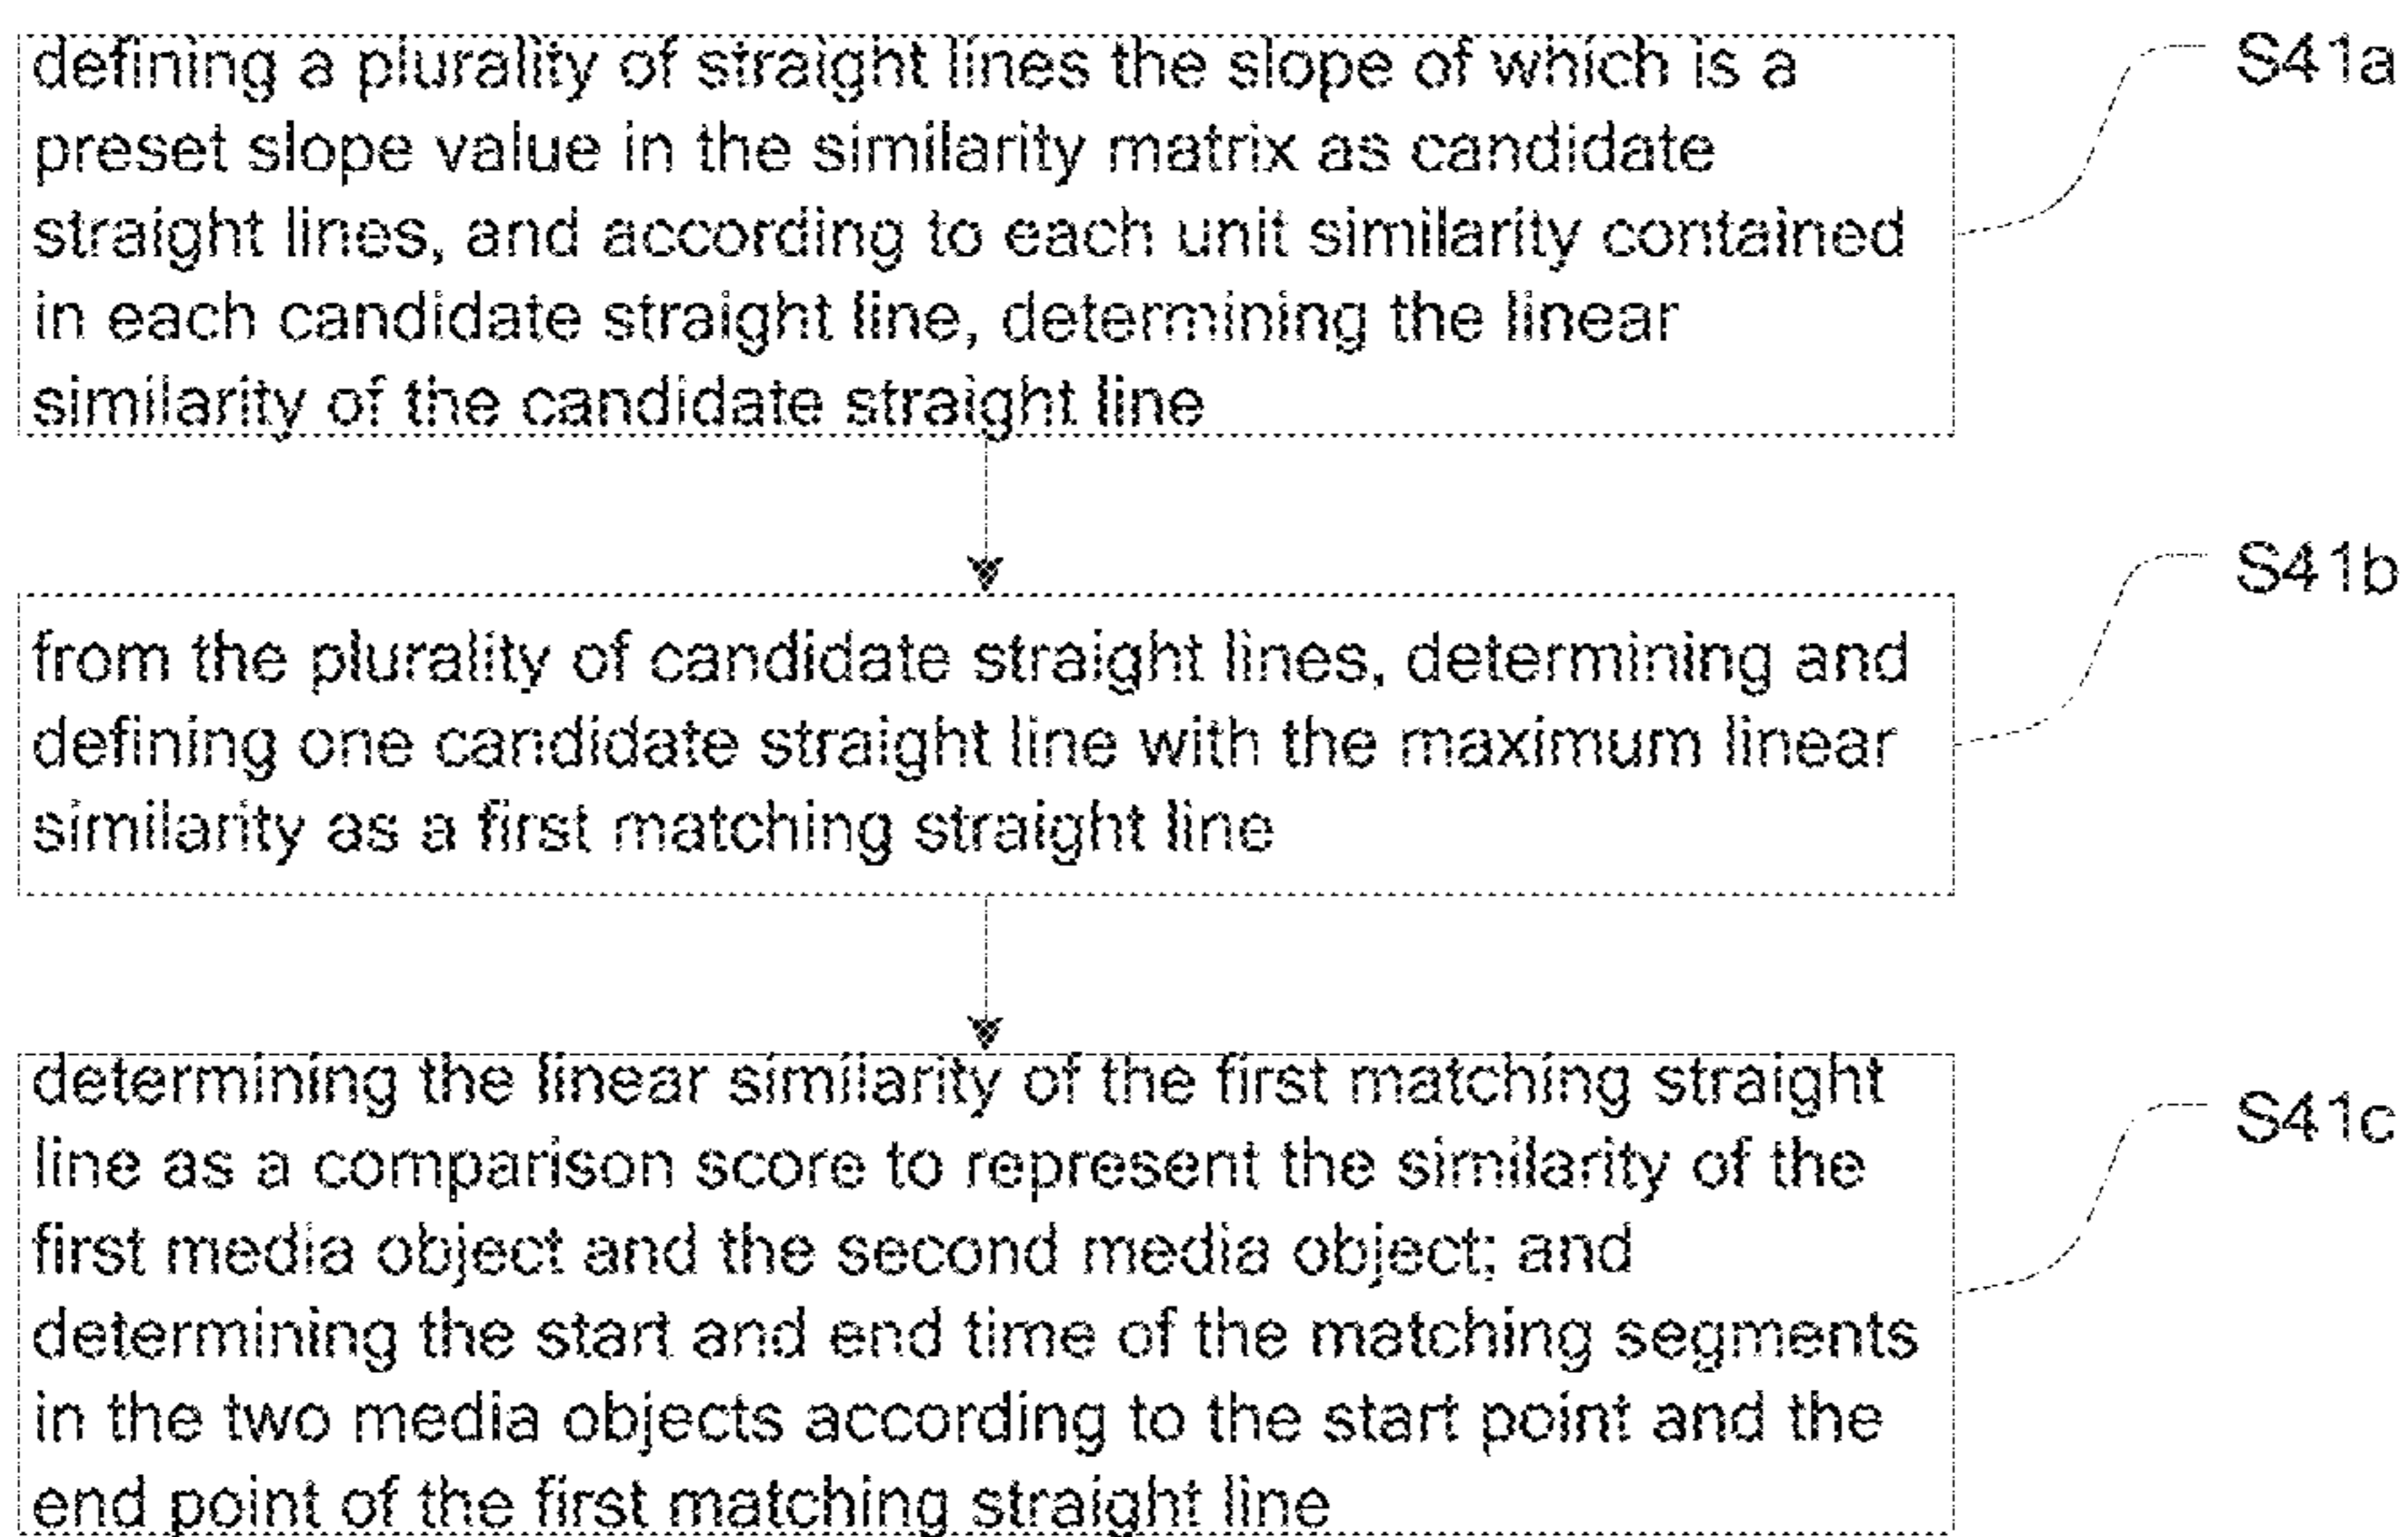 defining a plurality of straight lines the slope of which is a
preset slope value in the similarity matrix as candidate
straight lines, and according to each unit similarity contained
in each candidate straight line, determining the linear
similarity of the candidate straight line
S41a
from the plurality of candidate straight lines, determining and
defining one candidate straight line with the maximum linear
similarity as a first matching straight line
S41b
determining the linear similarity of the first matching straight
line as a comparison score to represent the similarity of the
first media object and the second media object; and
determining the start and end time of the matching segments
in the two media objects according to the start point and the
end point of the first matching straight line
S41c